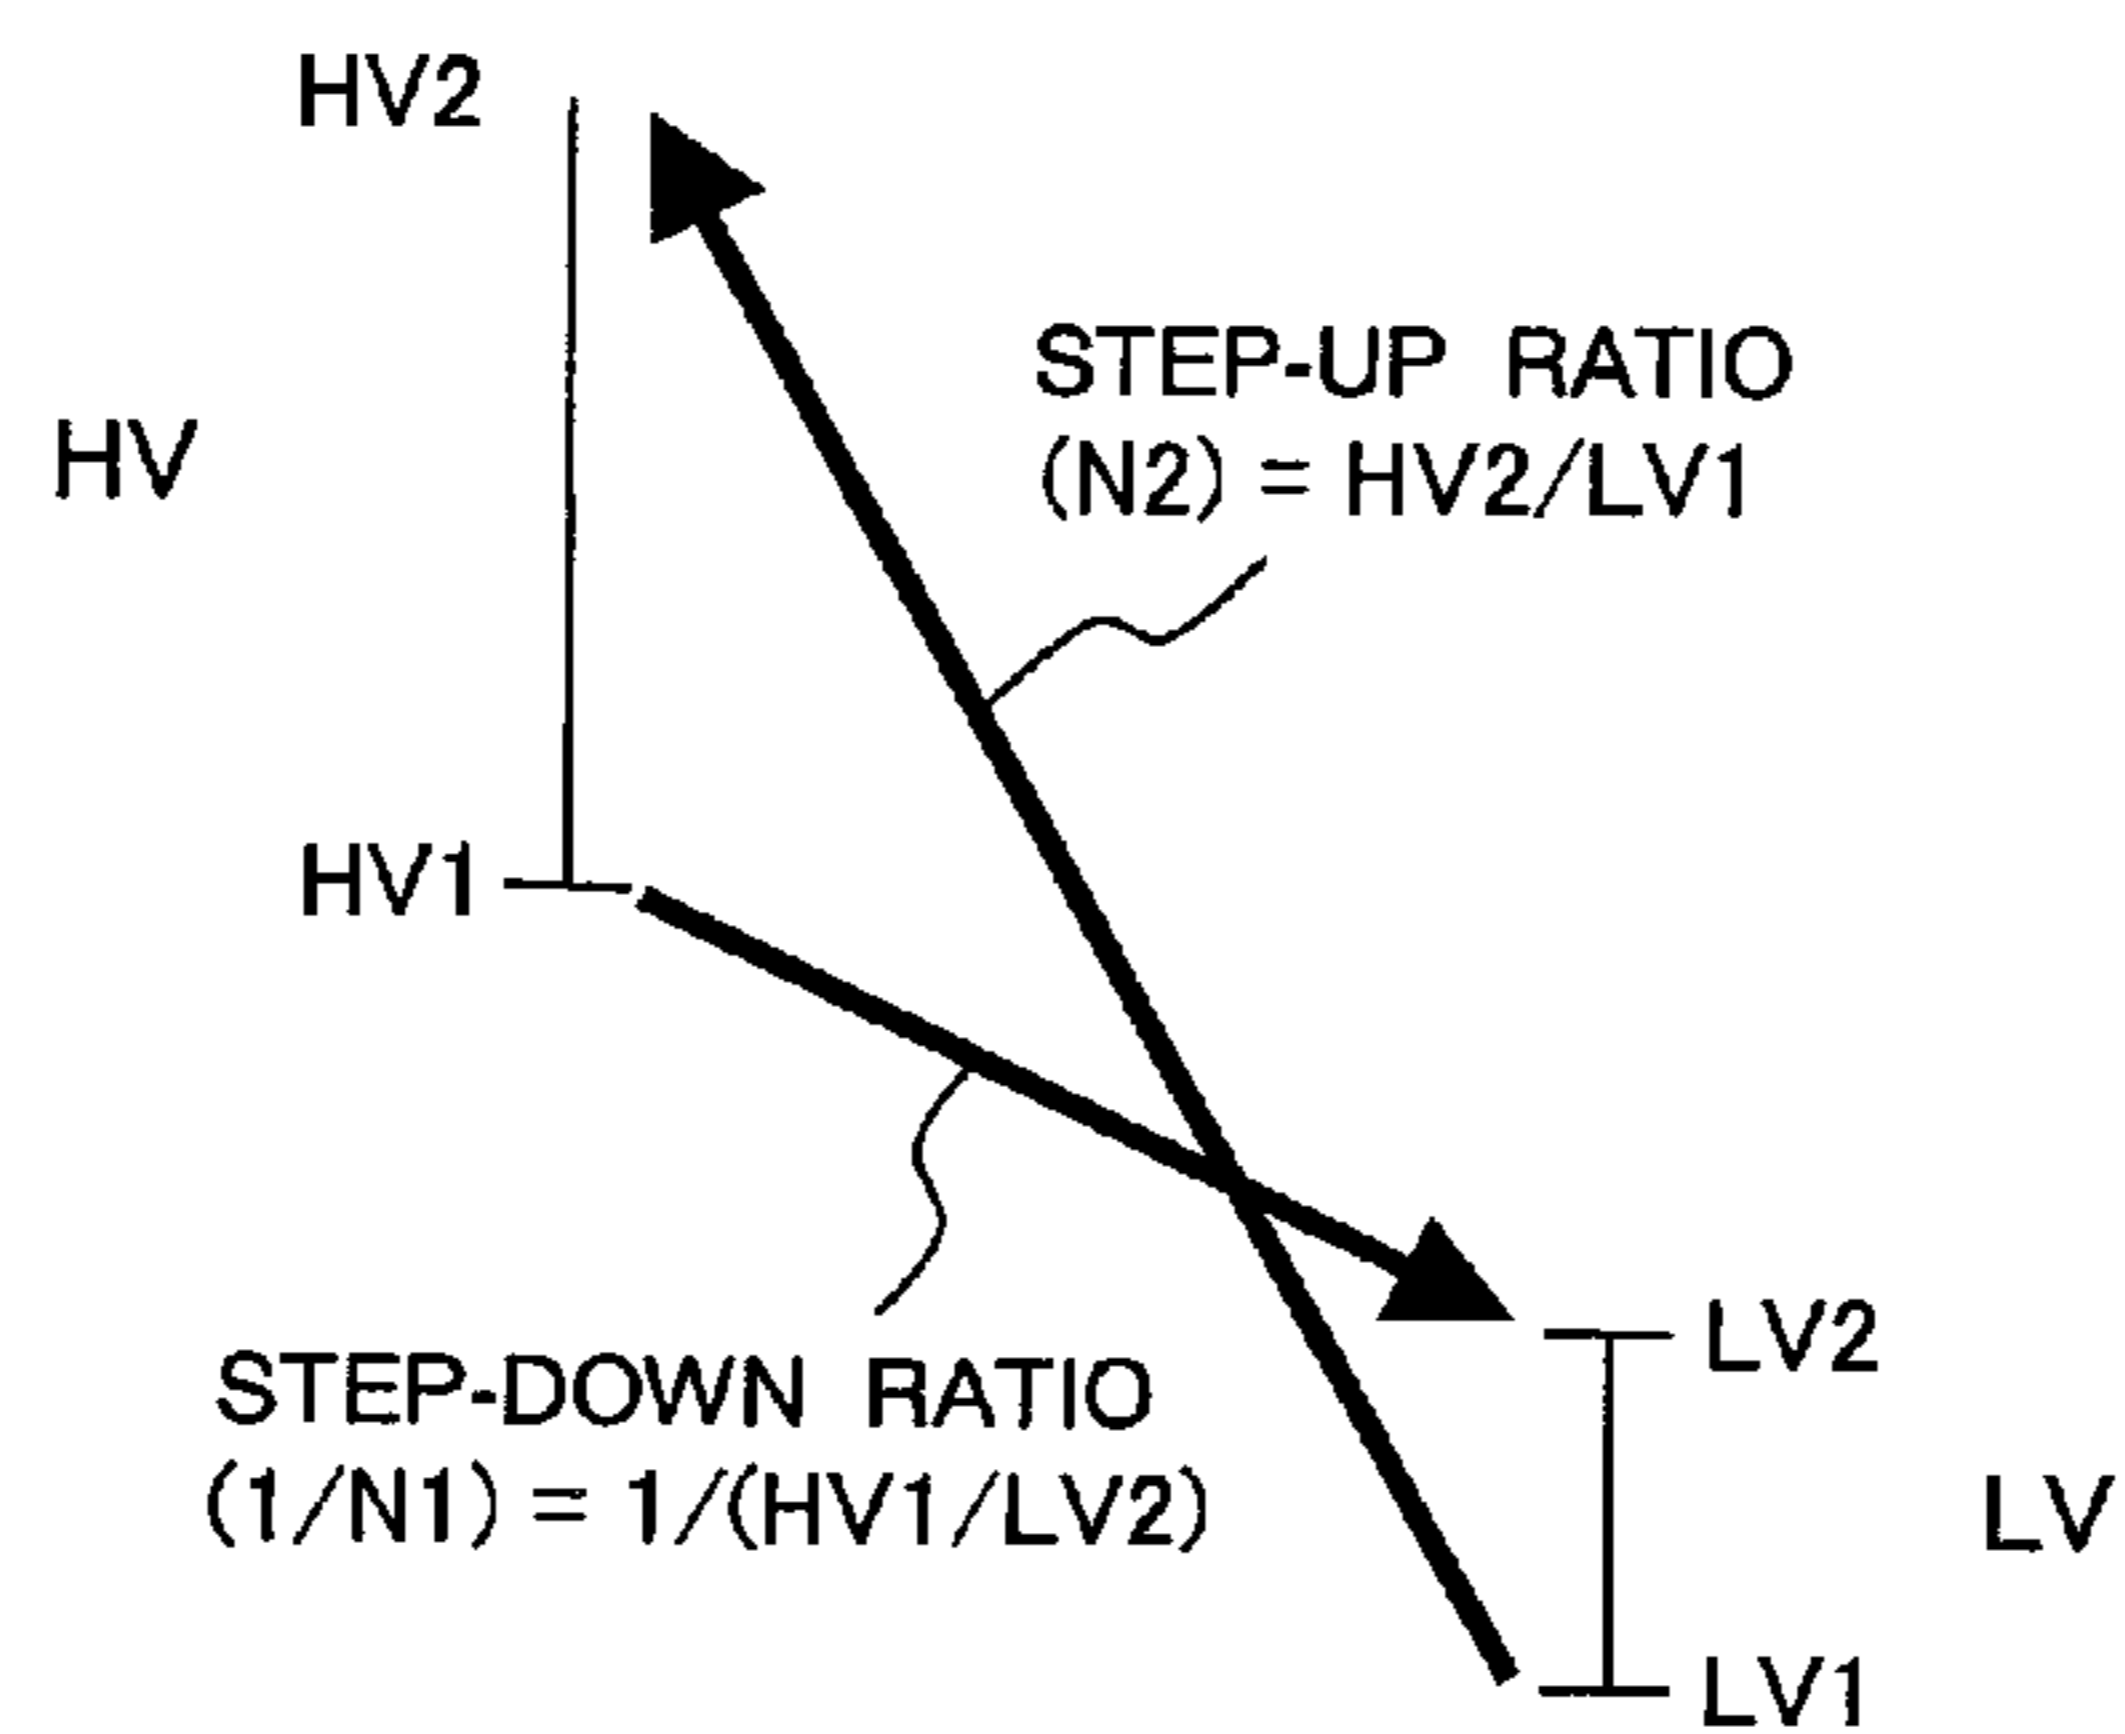 HV2
STEP-UP RATIO
(N2) = HV2/LV1
HV
HV1
LV2
STEP-DOWN RATIO
(1/N1) = 1/(HV1/LV2)
LV
LV1